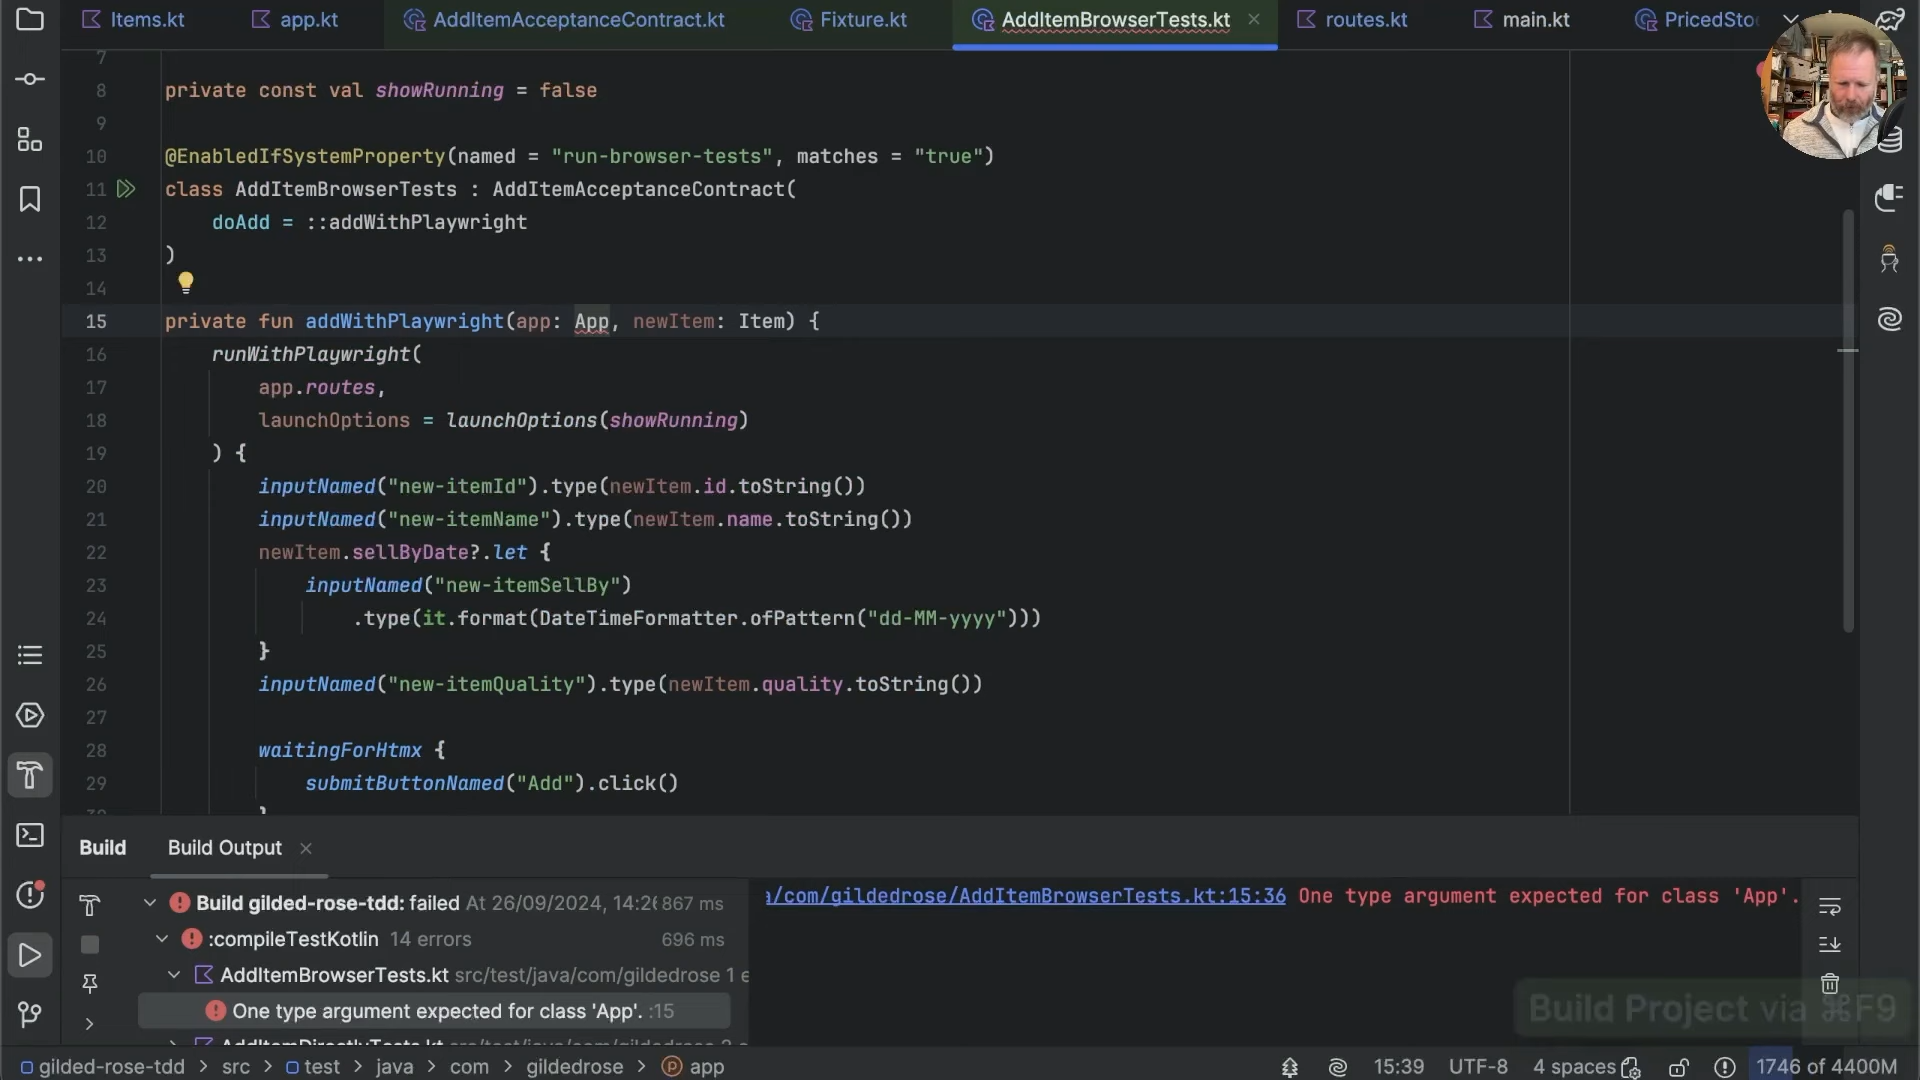 Items.kt
app.kt
AddItemAcceptanceContract.kt
Fixture.kt
AddItemBrowserTests.kt
routes.kt
main.kt
PricedSto
7
8 private const val showRunning = false
9
10 @EnabledIfSystemProperty(named = "run-browser-tests", matches = "true")
11 class AddItemBrowserTests : AddItemAcceptanceContract(
12 doAdd = ::addWithPlaywright
13 )
14
15 private fun addWithPlaywright(app: App, newItem: Item) {
16 runWithPlaywright(
17 app.routes,
18 launchOptions = launchOptions(showRunning)
19 ) {
20 inputNamed("new-itemId").type(newItem.id.toString())
21 inputNamed("new-itemName").type(newItem.name.toString())
22 newItem.sellByDate?.let {
23 inputNamed("new-itemSellBy")
24 .type(it.format(DateTimeFormatter.ofPattern("dd-MM-yyyy")))
25 }
26 inputNamed("new-itemQuality").type(newItem.quality.toString())
27
28 waitingForHtmx {
29 submitButtonNamed("Add").click()
}
Build
Build Output
Build gilded-rose-tdd: failed At 26/09/2024, 14:26 867 ms
:compileTestKotlin 14 errors 696 ms
AddItemBrowserTests.kt src/test/java/com/gildedrose 1 e
One type argument expected for class 'App'. :15
AddItemDirectlyTests.kt src/test/java/com/gildedrose 2
/com/gildedrose/AddItemBrowserTests.kt:15:36 One type argument expected for class 'App'.
Build Project via ⌘F9
gilded-rose-tdd > src > test > java > com > gildedrose > app
15:39
UTF-8
4 spaces
1746 of 4400M